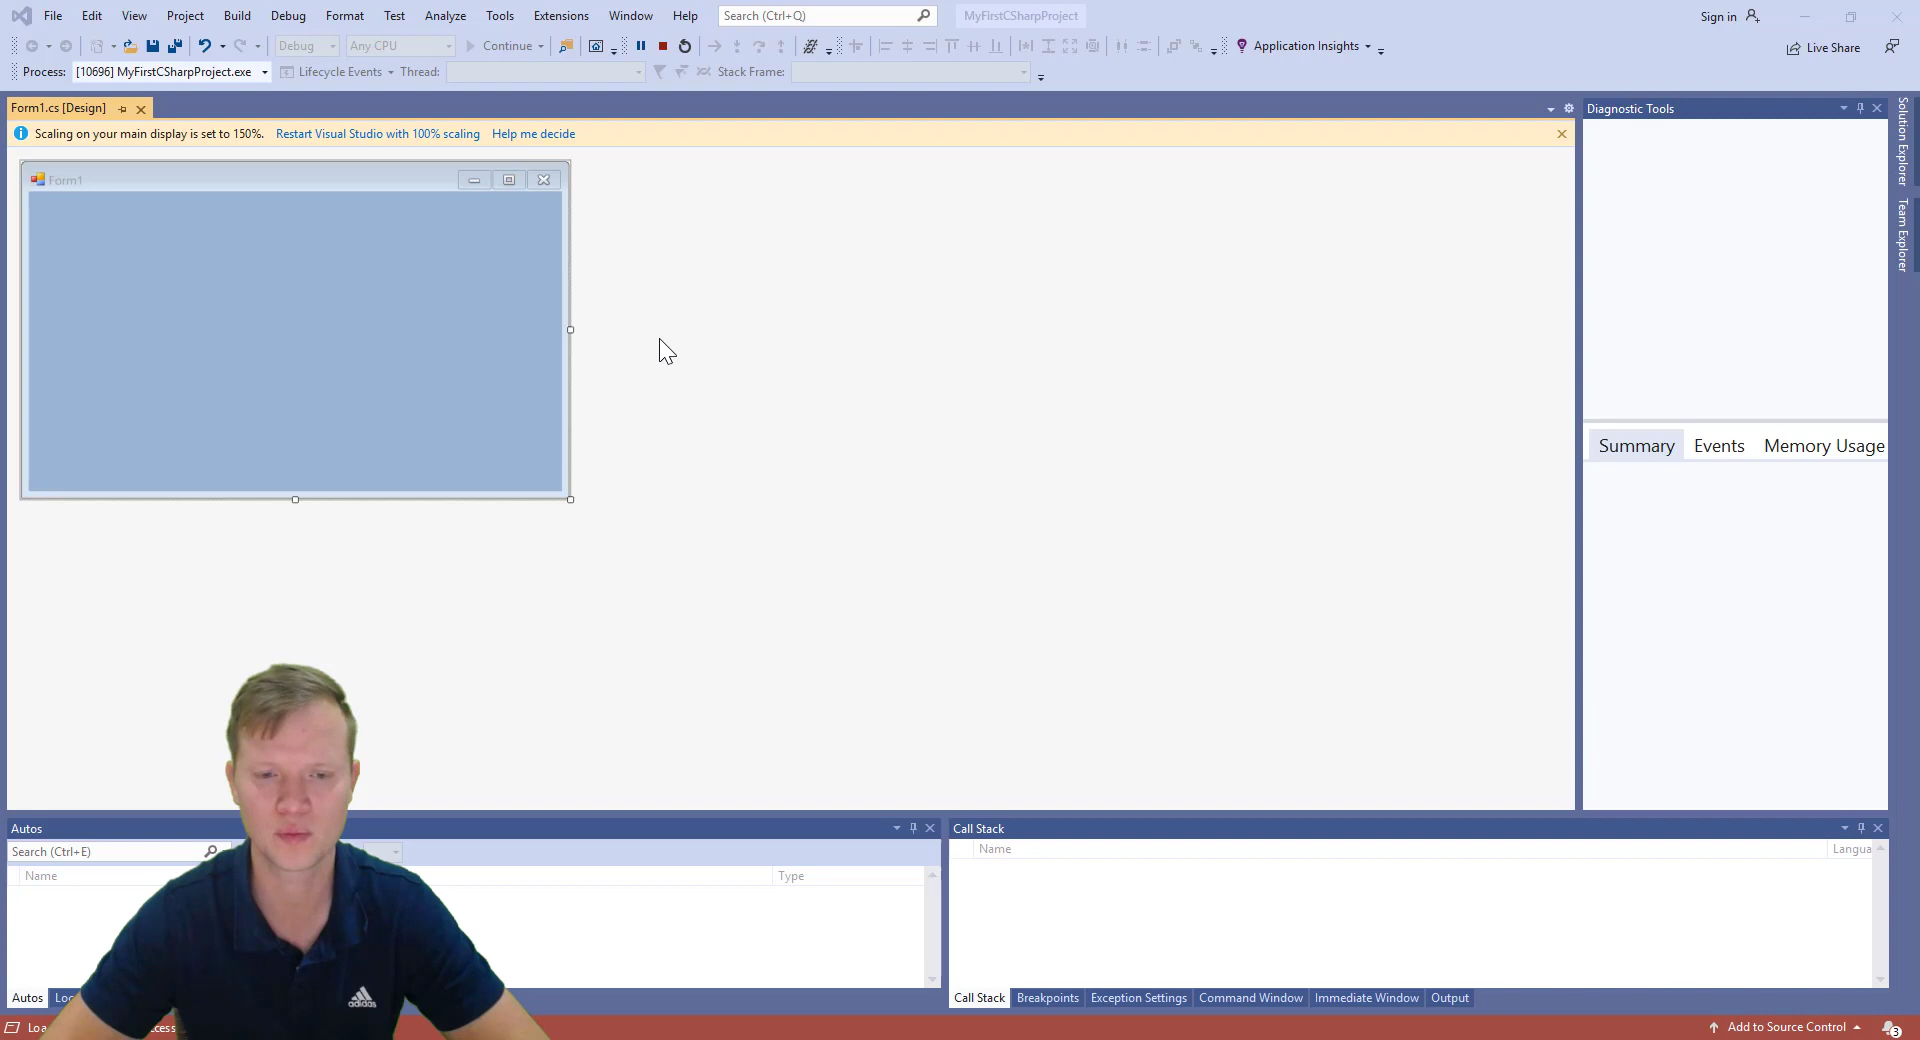 File Edit View Project Build Debug Format Test Analyze Tools Extensions Window Help Search (Ctrl+Q) MyFirstCSharpProject Sign in
Debug Any CPU Continue Application Insights Live Share
Process: [10696] MyFirstCSharpProject.exe Lifecycle Events Thread: Stack Frame:
Form1.cs [Design]
Diagnostic Tools
Solution Explorer
Team Explorer
Scaling on your main display is set to 150%. Restart Visual Studio with 100% scaling Help me decide
Form1
Summary Events Memory Usage
Autos
Search (Ctrl+E)
Name Type
Autos
Call Stack
Name Langua
Call Stack Breakpoints Exception Settings Command Window Immediate Window Output
Add to Source Control 3
adidas